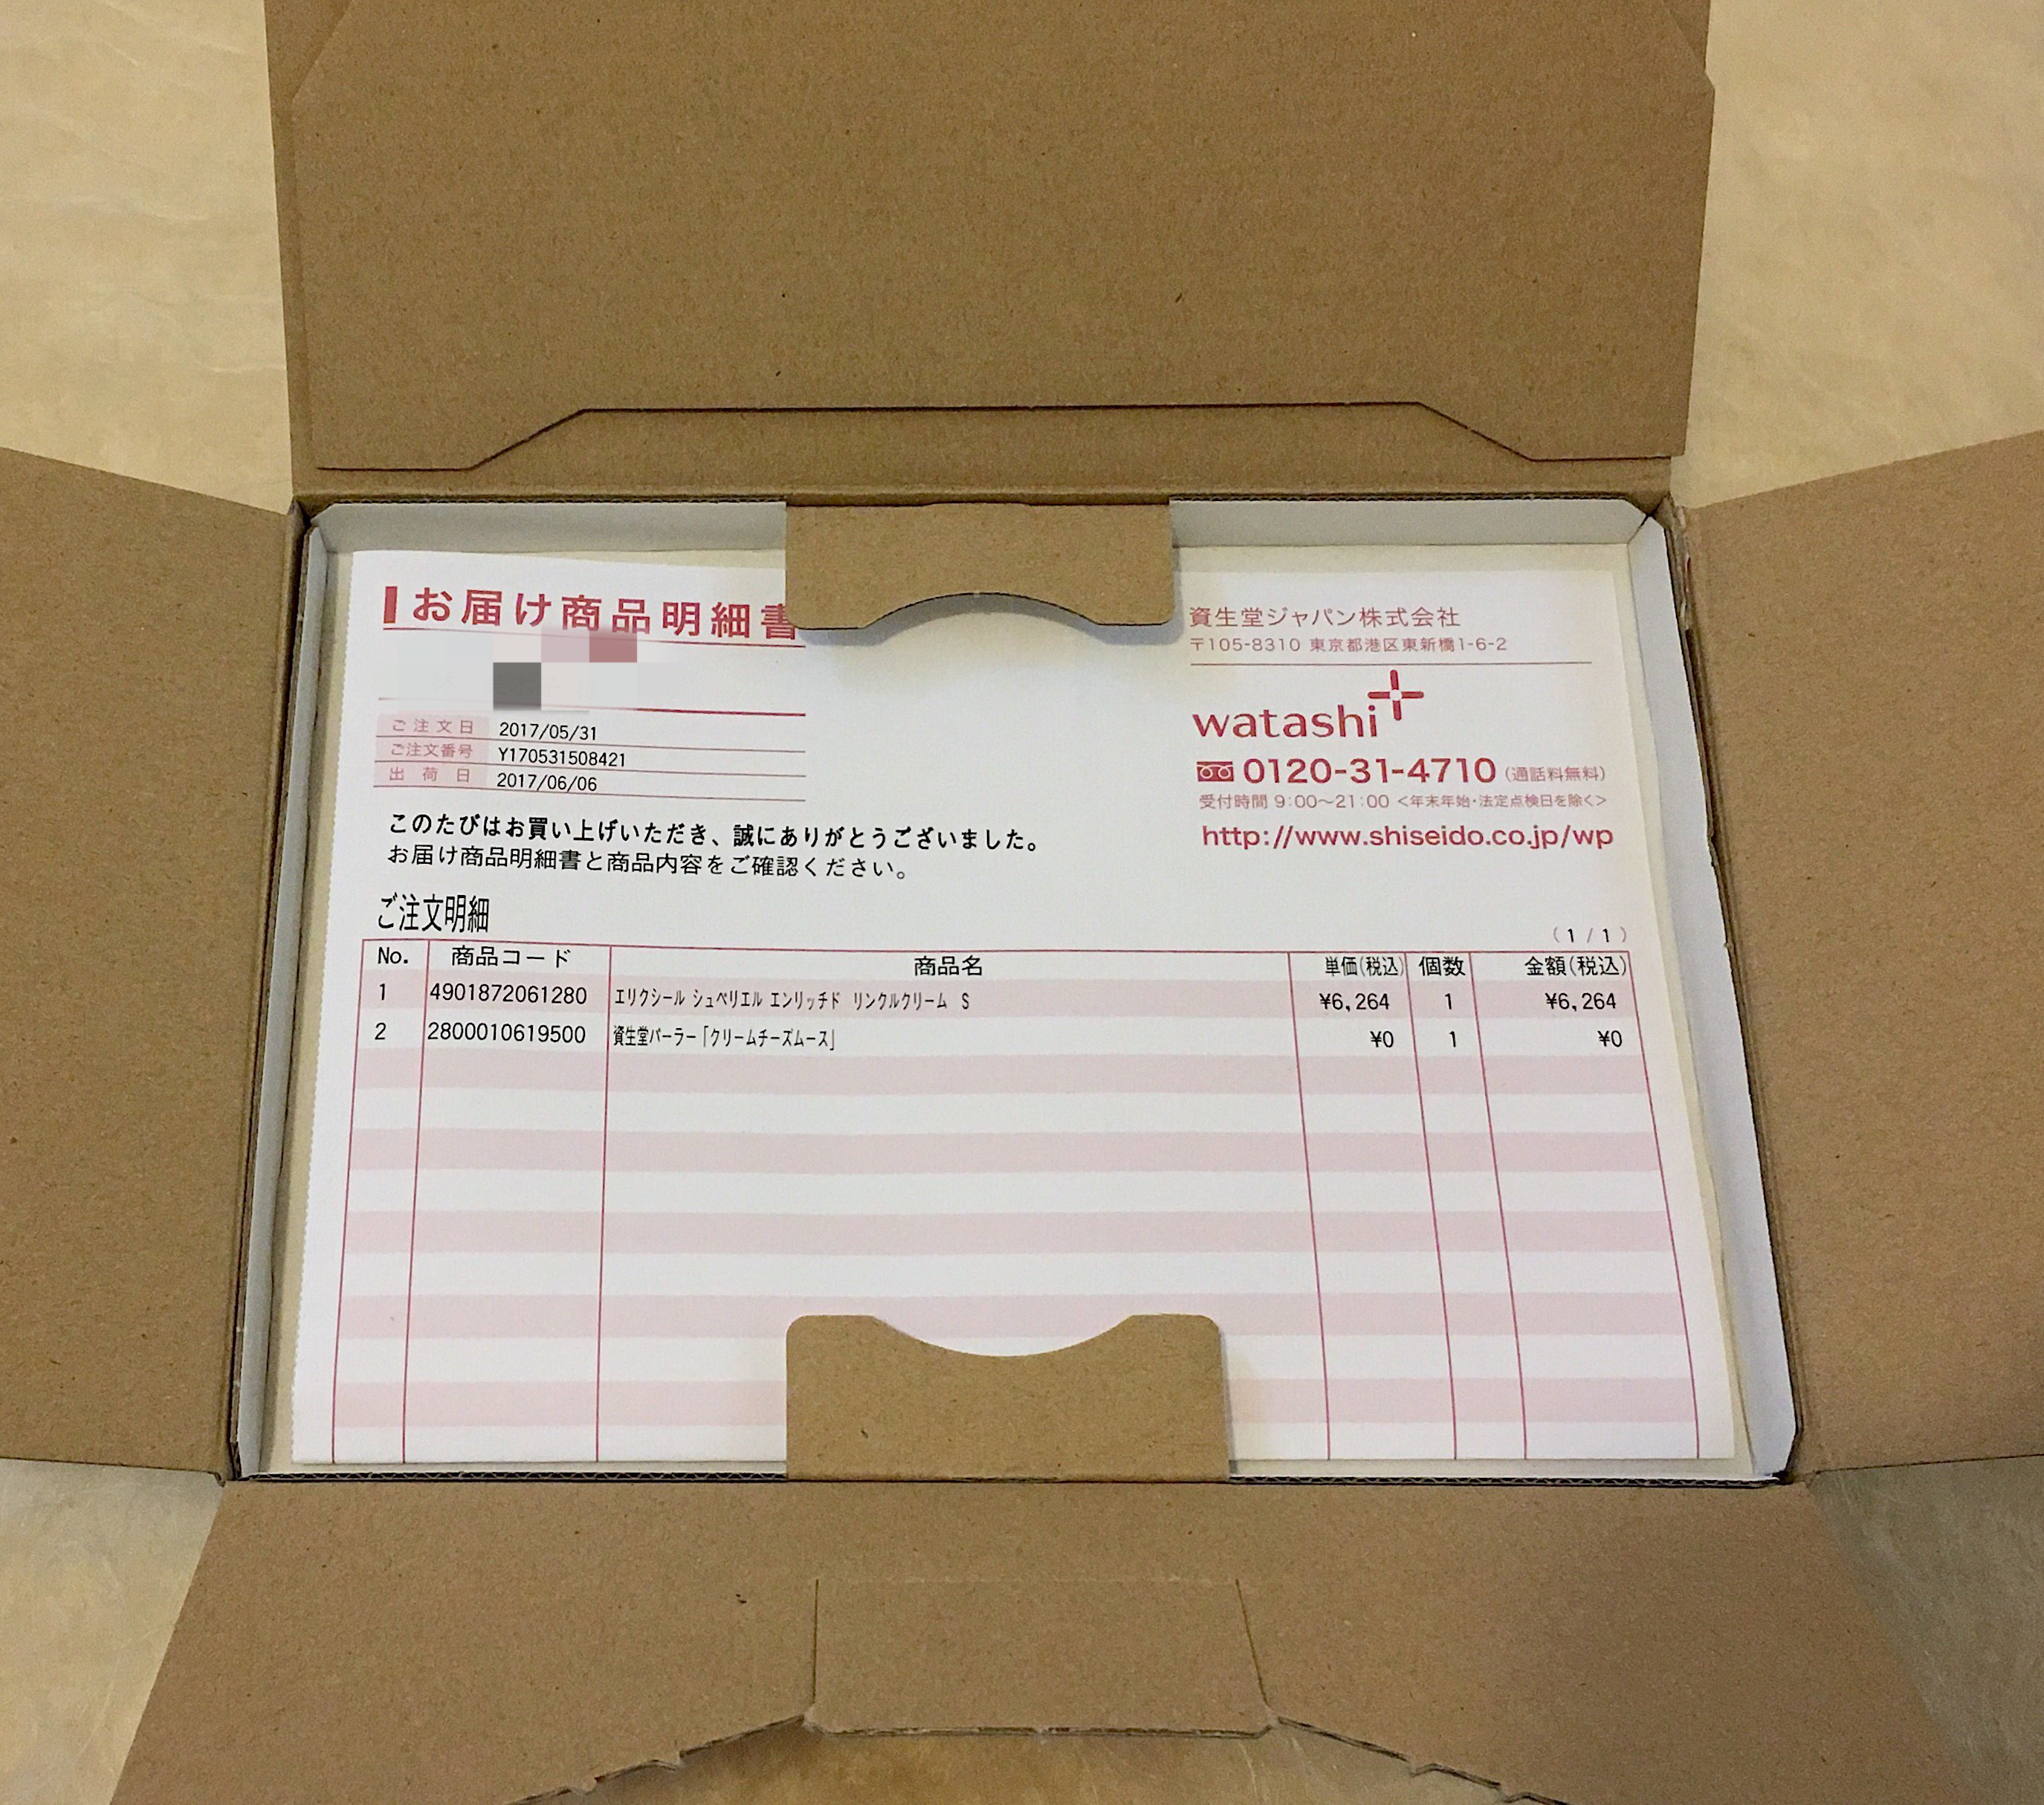 お届け商品明細書
資生堂ジャパン株式会社
〒105-8310 東京都港区東新橋1-6-2
watashi+
0120-31-4710 (通話料無料)
受付時間 9:00〜21:00 <年末年始・法定点検日を除く>
http://www.shiseido.co.jp/wp
ご注文日 2017/05/31
ご注文番号 Y170531508421
出荷日 2017/06/06
このたびはお買い上げいただき、誠にありがとうございました。
お届け商品明細書と商品内容をご確認ください。
ご注文明細
(1/1)
No. 商品コード 商品名 単価(税込) 個数 金額(税込)
1 4901872061280 エリクシール シュペリエル エンリッチド リンクルクリーム S ¥6,264 1 ¥6,264
2 2800010619500 資生堂パーラー「クリームチーズムース」 ¥0 1 ¥0